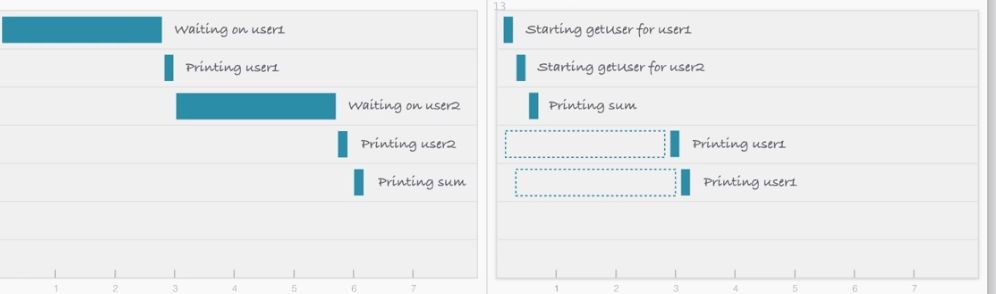 13
Waiting on user1
Printing user1
Waiting on user2
Printing user2
Printing sum
1 2 3 4 5 6 7
Starting getUser for user1
Starting getUser for user2
Printing sum
Printing user1
Printing user1
1 2 3 4 5 6 7